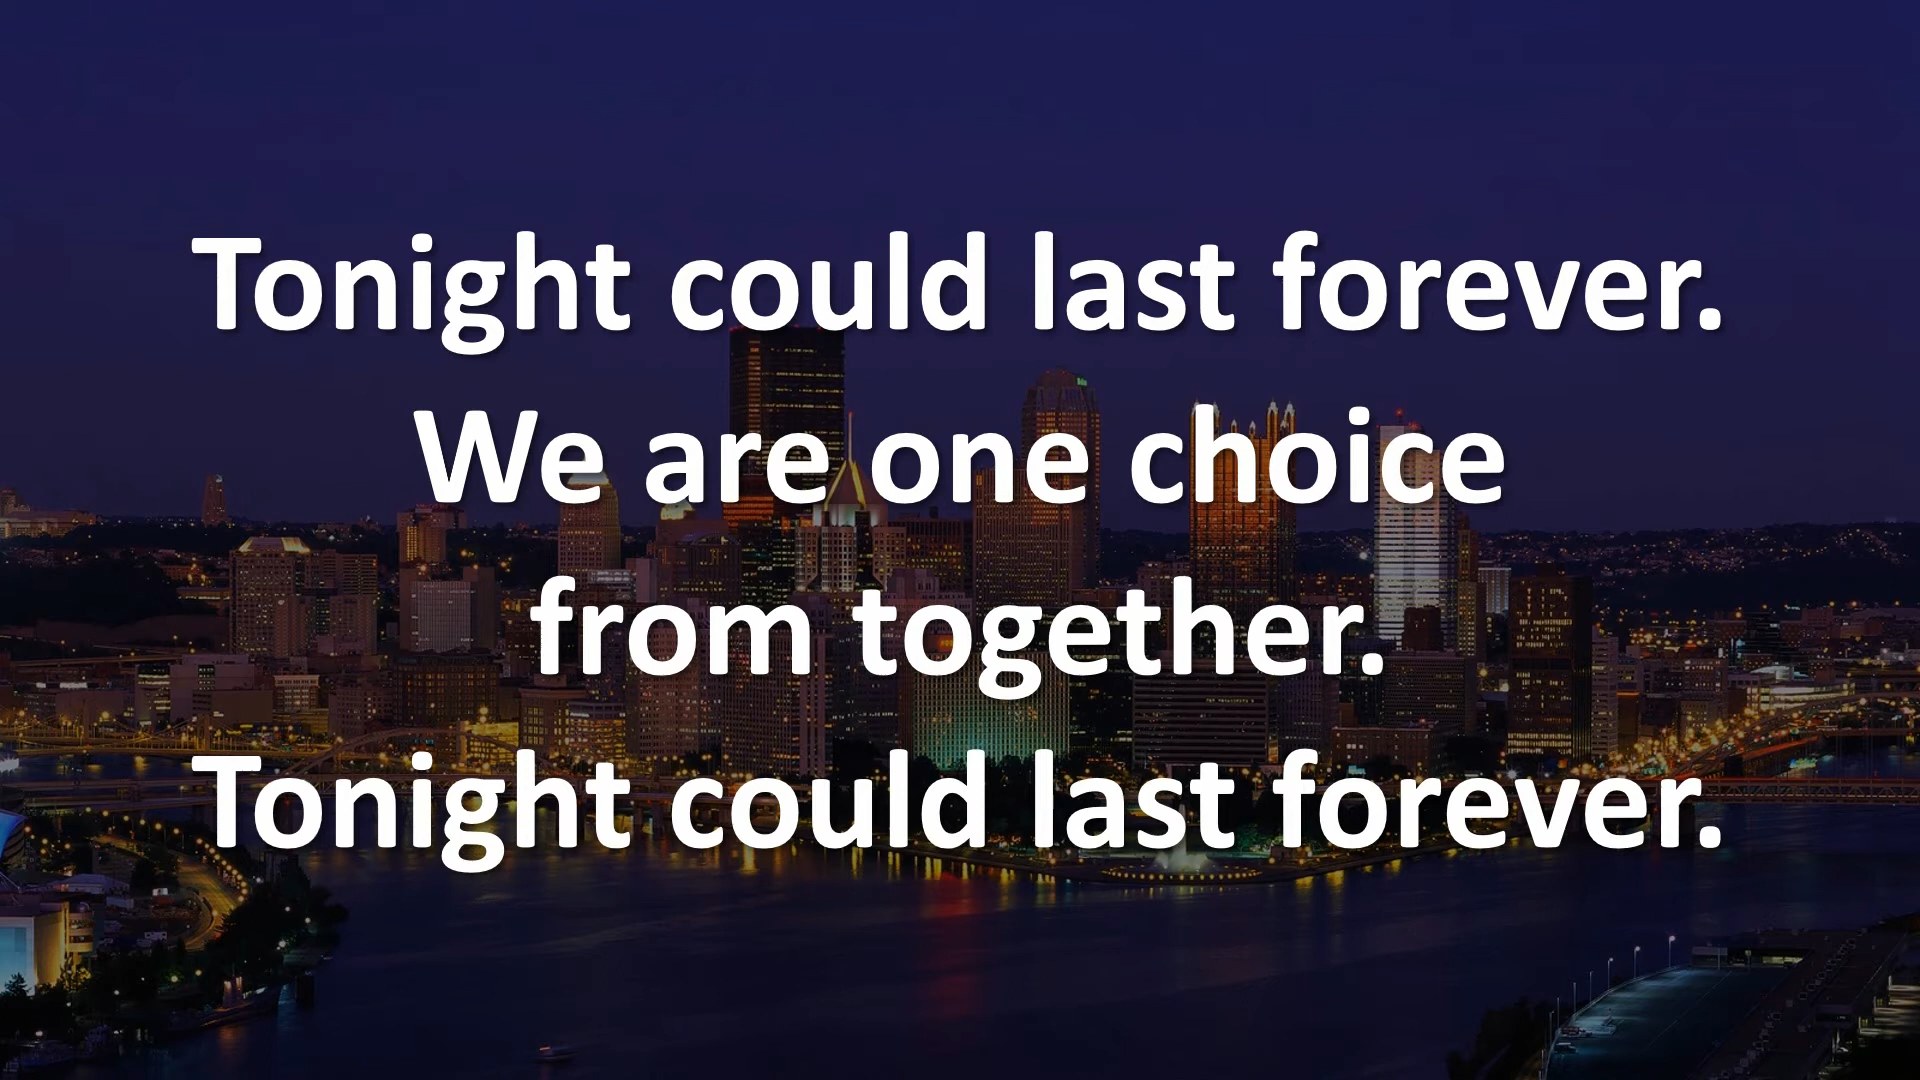 Tonight could last forever.
We are one choice
from together.
Tonight could last forever.